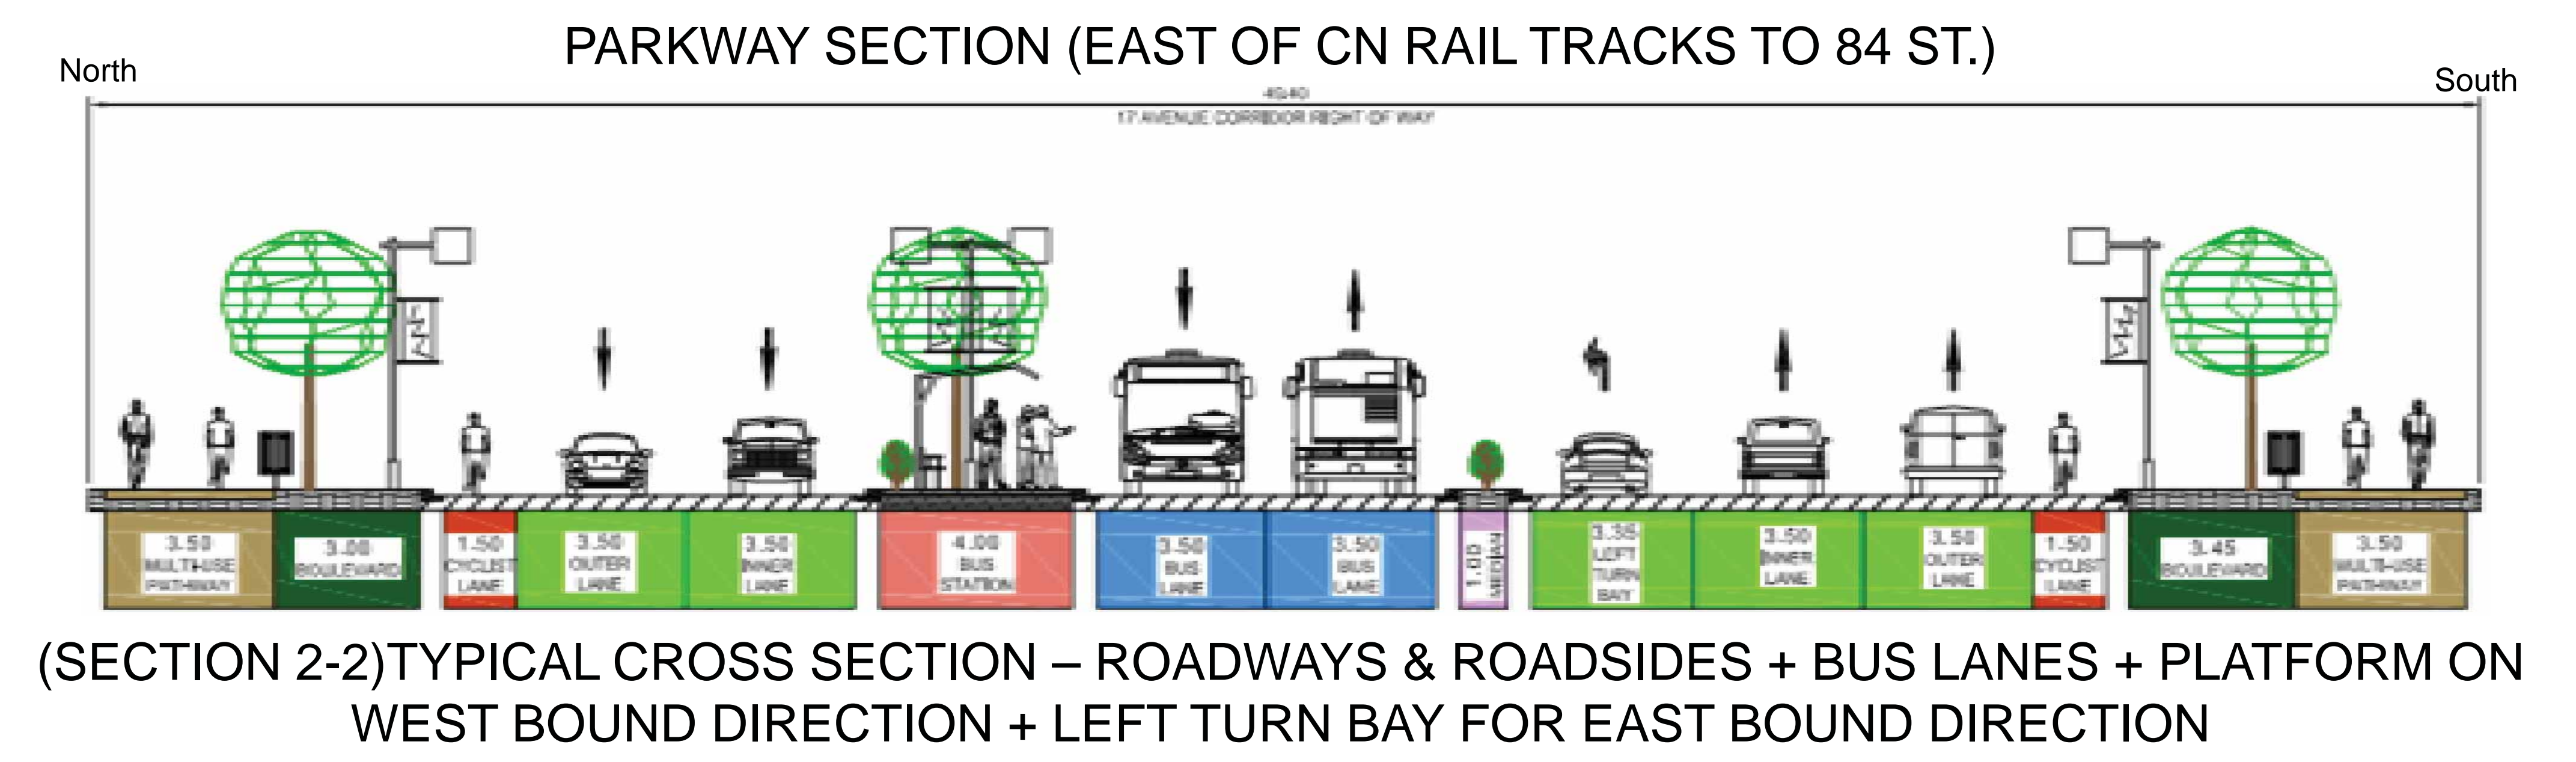 PARKWAY SECTION (EAST OF CN RAIL TRACKS TO 84 ST.)
North
South
17 AVENUE CORRIDOR RIGHT OF WAY
3.50
MULTI-USE
PATHWAY
3.00
BOULEVARD
1.50
CYCLIST
LANE
3.50
OUTER
LANE
3.50
INNER
LANE
4.00
BUS
STATION
3.50
BUS
LANE
3.50
BUS
LANE
1.00
MEDIAN
3.35
LEFT
TURN
BAY
3.50
INNER
LANE
3.50
OUTER
LANE
1.50
CYCLIST
LANE
3.45
BOULEVARD
3.50
MULTI-USE
PATHWAY
(SECTION 2-2)TYPICAL CROSS SECTION – ROADWAYS & ROADSIDES + BUS LANES + PLATFORM ON
WEST BOUND DIRECTION + LEFT TURN BAY FOR EAST BOUND DIRECTION